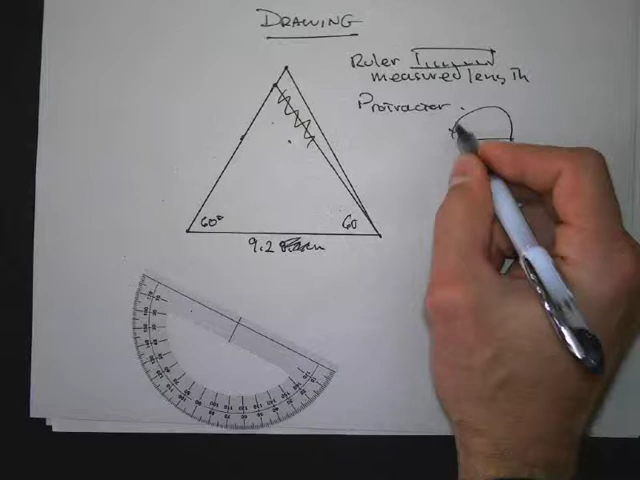 DRAWING
Ruler
measured length
Protractor
60°
60
9.2